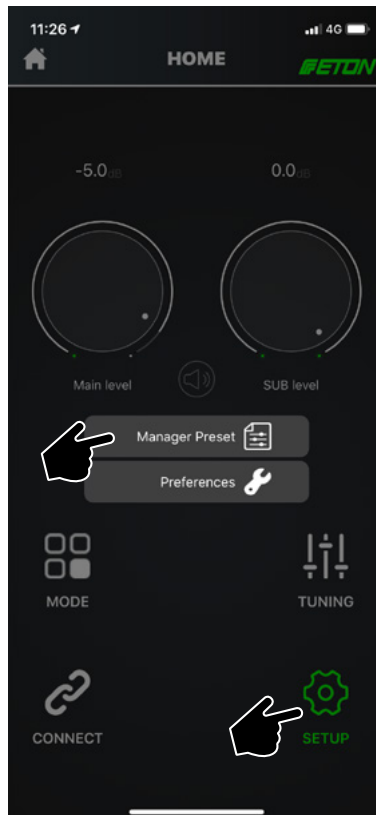 11:26 4G
HOME ETON
-5.0dB 0.0dB
Main level SUB level
Manager Preset
Preferences
MODE TUNING
CONNECT SETUP